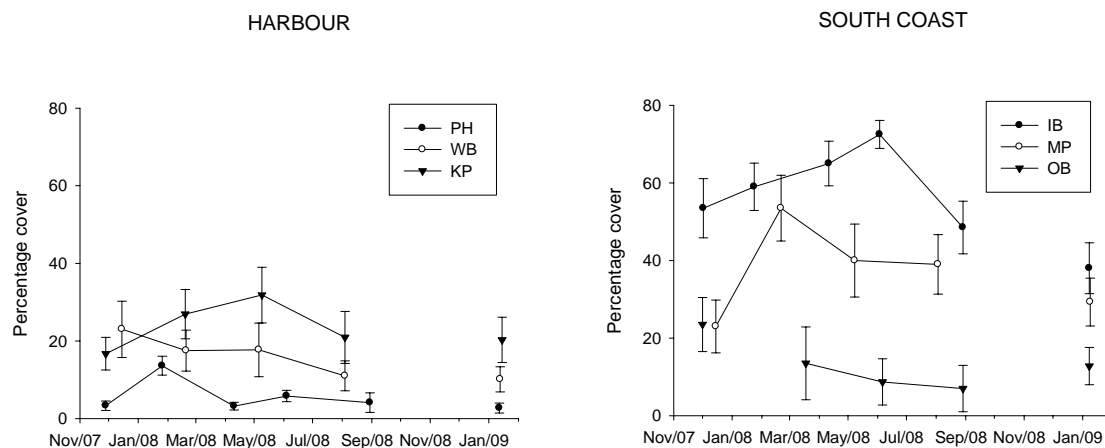 HARBOUR
80
60
40
20
0
Percentage cover
PH
WB
KP
Nov/07 Jan/08 Mar/08 May/08 Jul/08 Sep/08 Nov/08 Jan/09
SOUTH COAST
80
60
40
20
0
Percentage cover
IB
MP
OB
Nov/07 Jan/08 Mar/08 May/08 Jul/08 Sep/08 Nov/08 Jan/09